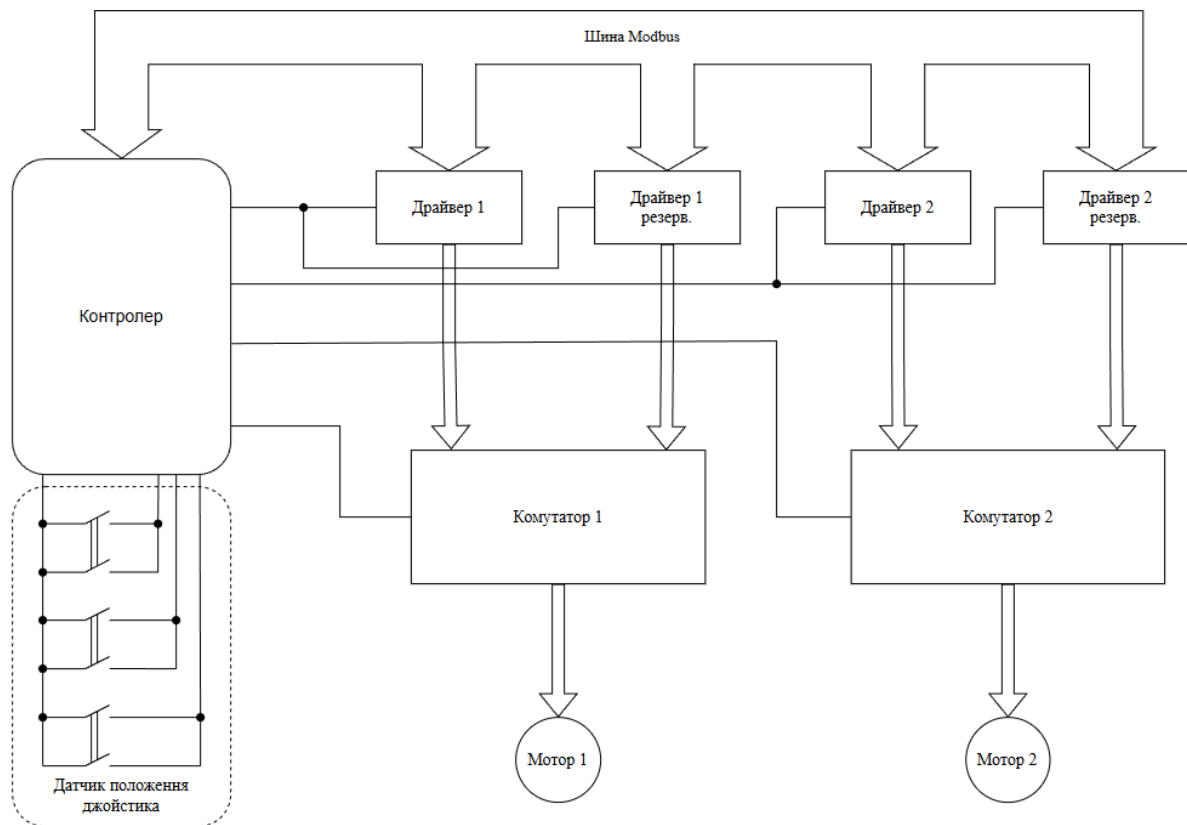 Шина Modbus
Драйвер 1
Драйвер 1
резерв.
Драйвер 2
Драйвер 2
резерв.
Контролер
Комутатор 1
Комутатор 2
Мотор 1
Мотор 2
Датчик положення
джойстика